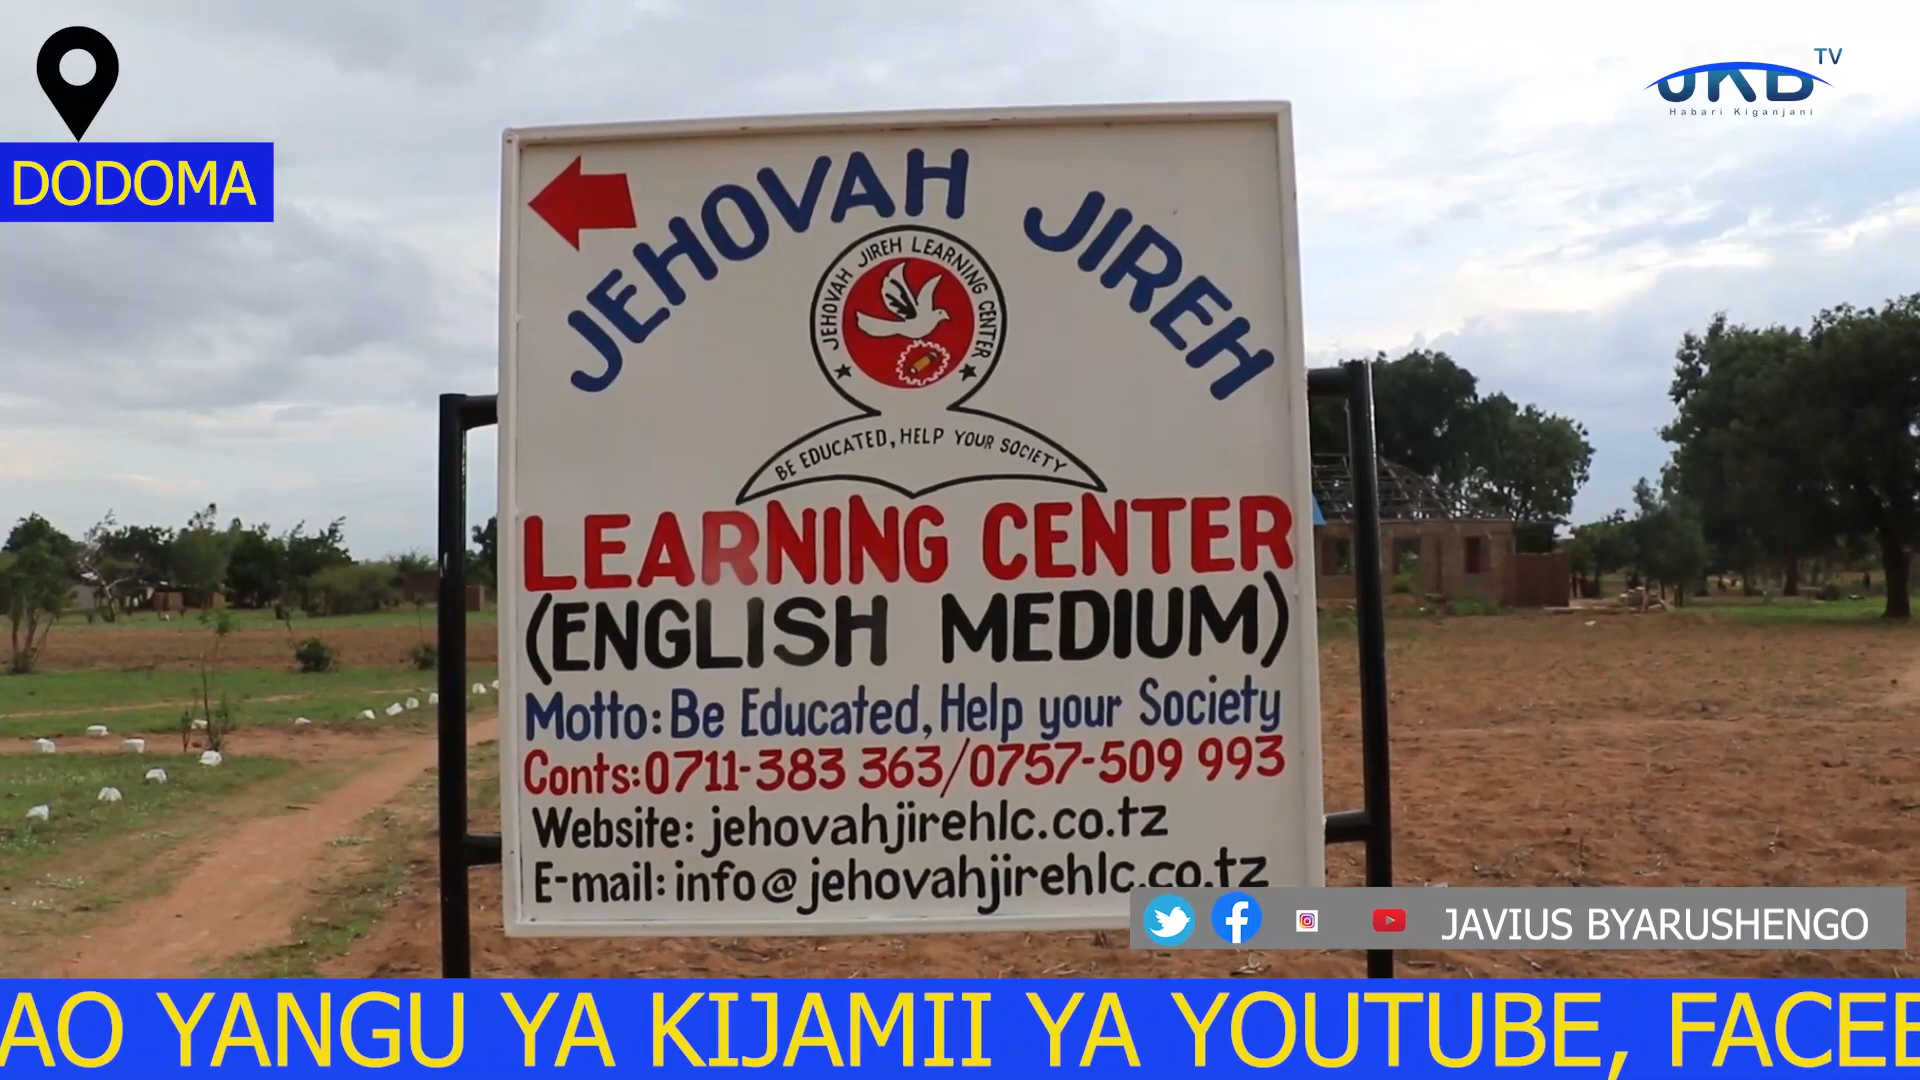 DODOMA
JKB TV
Habari Kiganjani
JEHOVAH JIREH
JEHOVAH JIREH LEARNING CENTER
BE EDUCATED, HELP YOUR SOCIETY
LEARNING CENTER
(ENGLISH MEDIUM)
Motto: Be Educated, Help your Society
Conts: 0711-383 363/0757-509 993
Website: jehovahjirehlc.co.tz
E-mail: info@jehovahjirehlc.co.tz
JAVIUS BYARUSHENGO
AO YANGU YA KIJAMII YA YOUTUBE, FACEB